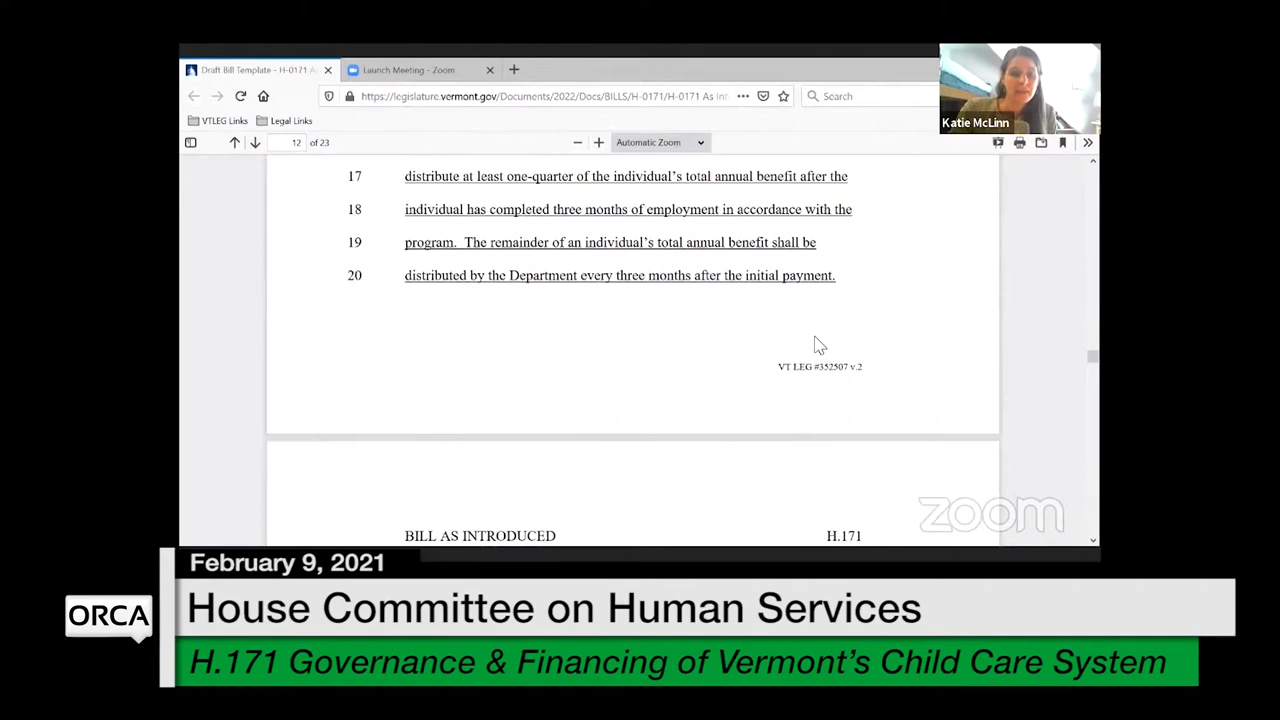 Draft Bill Template - H-0171 A
Launch Meeting - Zoom
https://legislature.vermont.gov/Documents/2022/Docs/BILLS/H-0171/H-0171 As Int
Search
VTLEG Links
Legal Links
12 of 23
Automatic Zoom
Katie McLinn
17 distribute at least one-quarter of the individual's total annual benefit after the
18 individual has completed three months of employment in accordance with the
19 program. The remainder of an individual's total annual benefit shall be
20 distributed by the Department every three months after the initial payment.
VT LEG #352507 v.2
BILL AS INTRODUCED H.171
zoom
February 9, 2021
ORCA
House Committee on Human Services
H.171 Governance & Financing of Vermont's Child Care System